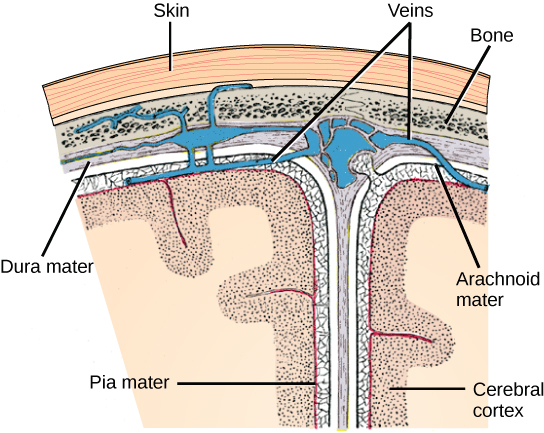 Skin
Veins
Bone
Dura mater
Arachnoid
mater
Pia mater
Cerebral
cortex